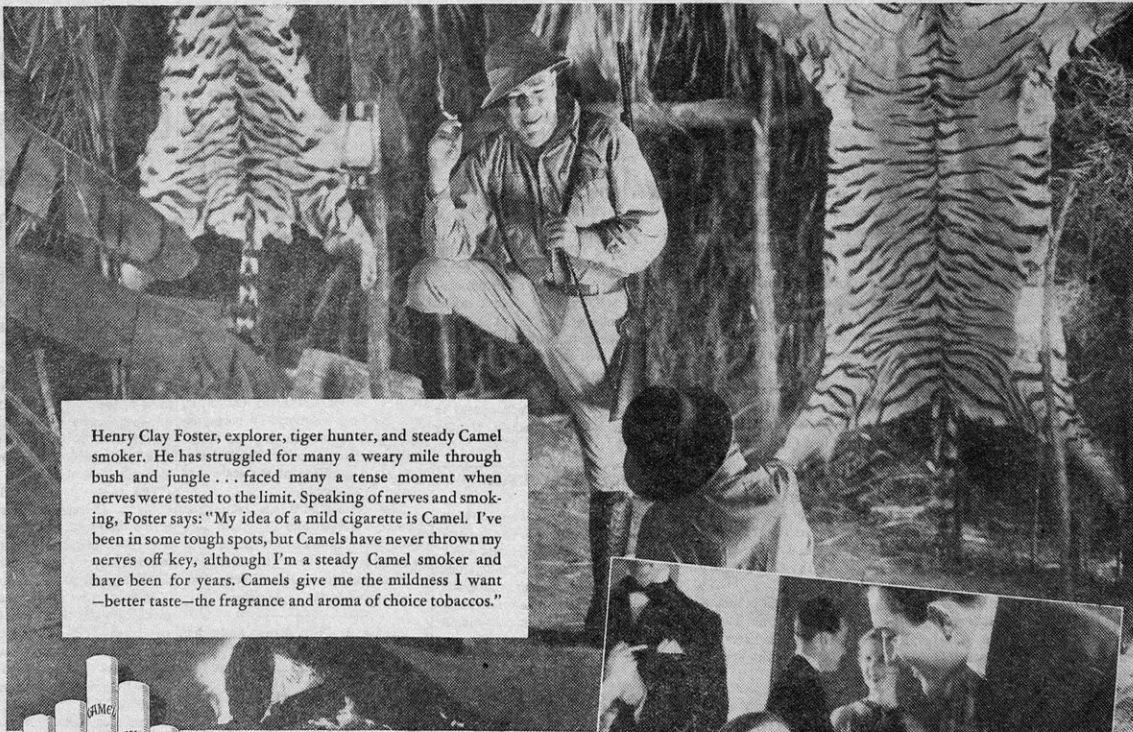 Henry Clay Foster, explorer, tiger hunter, and steady Camel
smoker. He has struggled for many a weary mile through
bush and jungle . . . faced many a tense moment when
nerves were tested to the limit. Speaking of nerves and smok-
ing, Foster says: "My idea of a mild cigarette is Camel. I've
been in some tough spots, but Camels have never thrown my
nerves off key, although I'm a steady Camel smoker and
have been for years. Camels give me the mildness I want
—better taste—the fragrance and aroma of choice tobaccos."
CAMEL